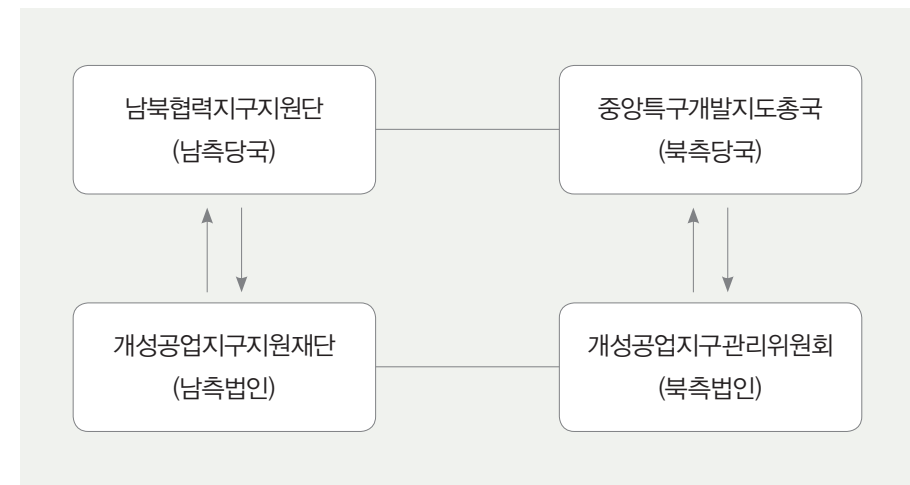 남북협력지구지원단
(남측당국)
중앙특구개발지도총국
(북측당국)
개성공업지구지원재단
(남측법인)
개성공업지구관리위원회
(북측법인)